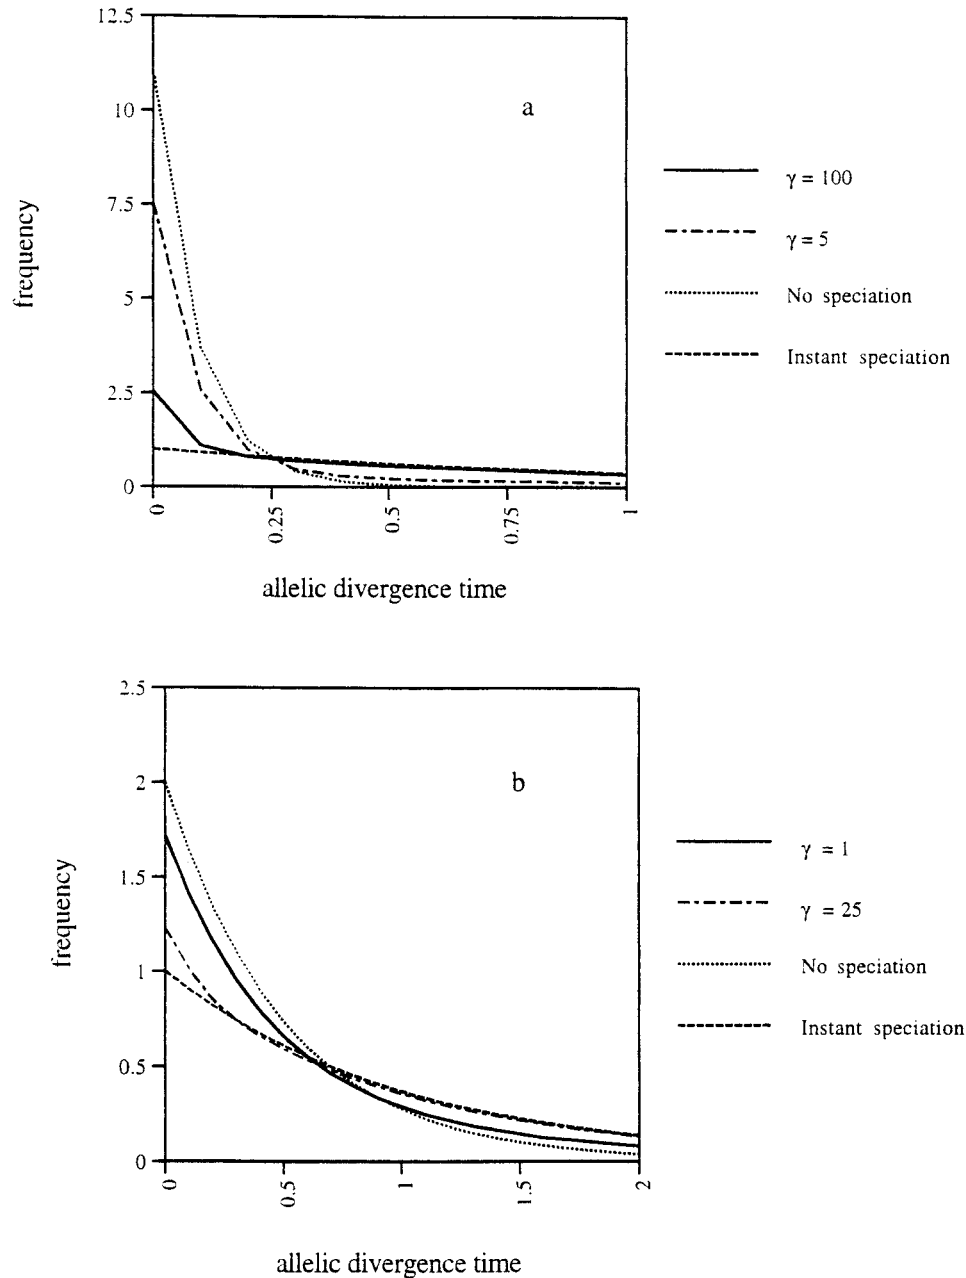 12.5
10
7.5
5
2.5
0
frequency
a
0
0.25
0.5
0.75
1
allelic divergence time
γ = 100
γ = 5
No speciation
Instant speciation
2.5
2
1.5
1
0.5
0
frequency
b
0
0.5
1
1.5
2
allelic divergence time
γ = 1
γ = 25
No speciation
Instant speciation